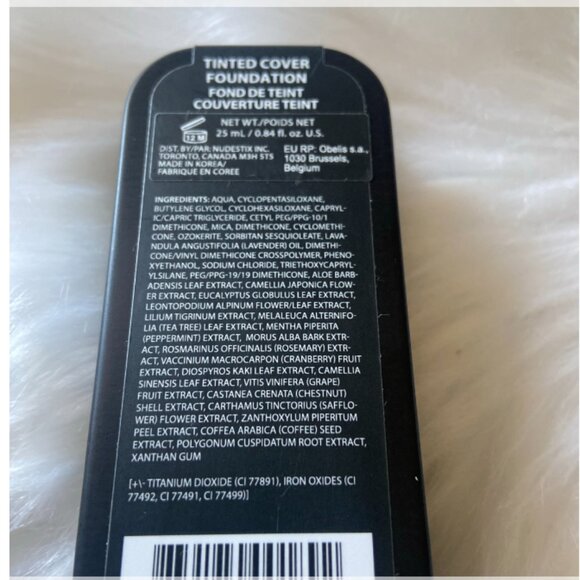 TINTED COVER
FOUNDATION
FOND DE TEINT
COUVERTURE TEINT
NET WT./POIDS NET
25 mL / 0.84 fl. oz. U.S.
12 M
DIST. BY/PAR: NUDESTIX INC.
TORONTO, CANADA M3H 5T5
MADE IN KOREA/
FABRIQUE EN COREE
EU RP: Obelis s.a.,
1030 Brussels,
Belgium
INGREDIENTS: AQUA, CYCLOPENTASILOXANE,
BUTYLENE GLYCOL, CYCLOHEXASILOXANE, CAPRYL-
IC/CAPRIC TRIGLYCERIDE, CETYL PEG/PPG-10/1
DIMETHICONE, MICA, DIMETHICONE, CYCLOMETHI-
CONE, OZOKERITE, SORBITAN SESQUIOLEATE, LAVA-
NDULA ANGUSTIFOLIA (LAVENDER) OIL, DIMETHI-
CONE/VINYL DIMETHICONE CROSSPOLYMER, PHENO-
XYETHANOL, SODIUM CHLORIDE, TRIETHOXYCAPRYL-
YLSILANE, PEG/PPG-19/19 DIMETHICONE, ALOE BARB-
ADENSIS LEAF EXTRACT, CAMELLIA JAPONICA FLOW-
ER EXTRACT, EUCALYPTUS GLOBULUS LEAF EXTRACT,
LEONTOPODIUM ALPINUM FLOWER/LEAF EXTRACT,
LILIUM TIGRINUM EXTRACT, MELALEUCA ALTERNIFO-
LIA (TEA TREE) LEAF EXTRACT, MENTHA PIPERITA
(PEPPERMINT) EXTRACT, MORUS ALBA BARK EXTR-
ACT, ROSMARINUS OFFICINALIS (ROSEMARY) EXTR-
ACT, VACCINIUM MACROCARPON (CRANBERRY) FRUIT
EXTRACT, DIOSPYROS KAKI LEAF EXTRACT, CAMELLIA
SINENSIS LEAF EXTRACT, VITIS VINIFERA (GRAPE)
FRUIT EXTRACT, CASTANEA CRENATA (CHESTNUT)
SHELL EXTRACT, CARTHAMUS TINCTORIUS (SAFFLO-
WER) FLOWER EXTRACT, ZANTHOXYLUM PIPERITUM
PEEL EXTRACT, COFFEA ARABICA (COFFEE) SEED
EXTRACT, POLYGONUM CUSPIDATUM ROOT EXTRACT,
XANTHAN GUM
[+\- TITANIUM DIOXIDE (CI 77891), IRON OXIDES (CI
77492, CI 77491, CI 77499)]